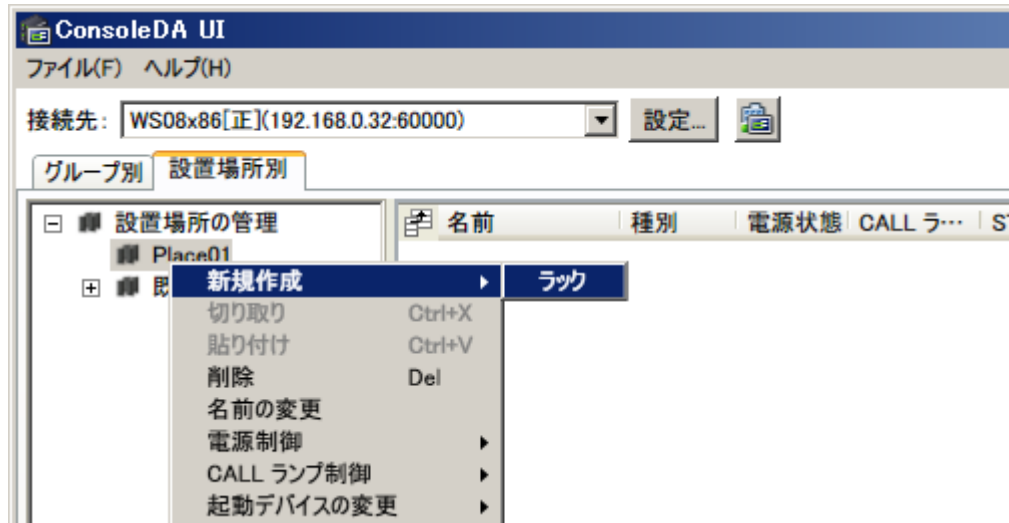 ConsoleDA UI
ファイル(F) ヘルプ(H)
接続先: WS08x86[正](192.168.0.32:60000) 設定...
グループ別 設置場所別
設置場所の管理 名前 種別 電源状態 CALL ラ… S
Place01
新規作成 ラック
切り取り Ctrl+X
貼り付け Ctrl+V
削除 Del
名前の変更
電源制御
CALL ランプ制御
起動デバイスの変更